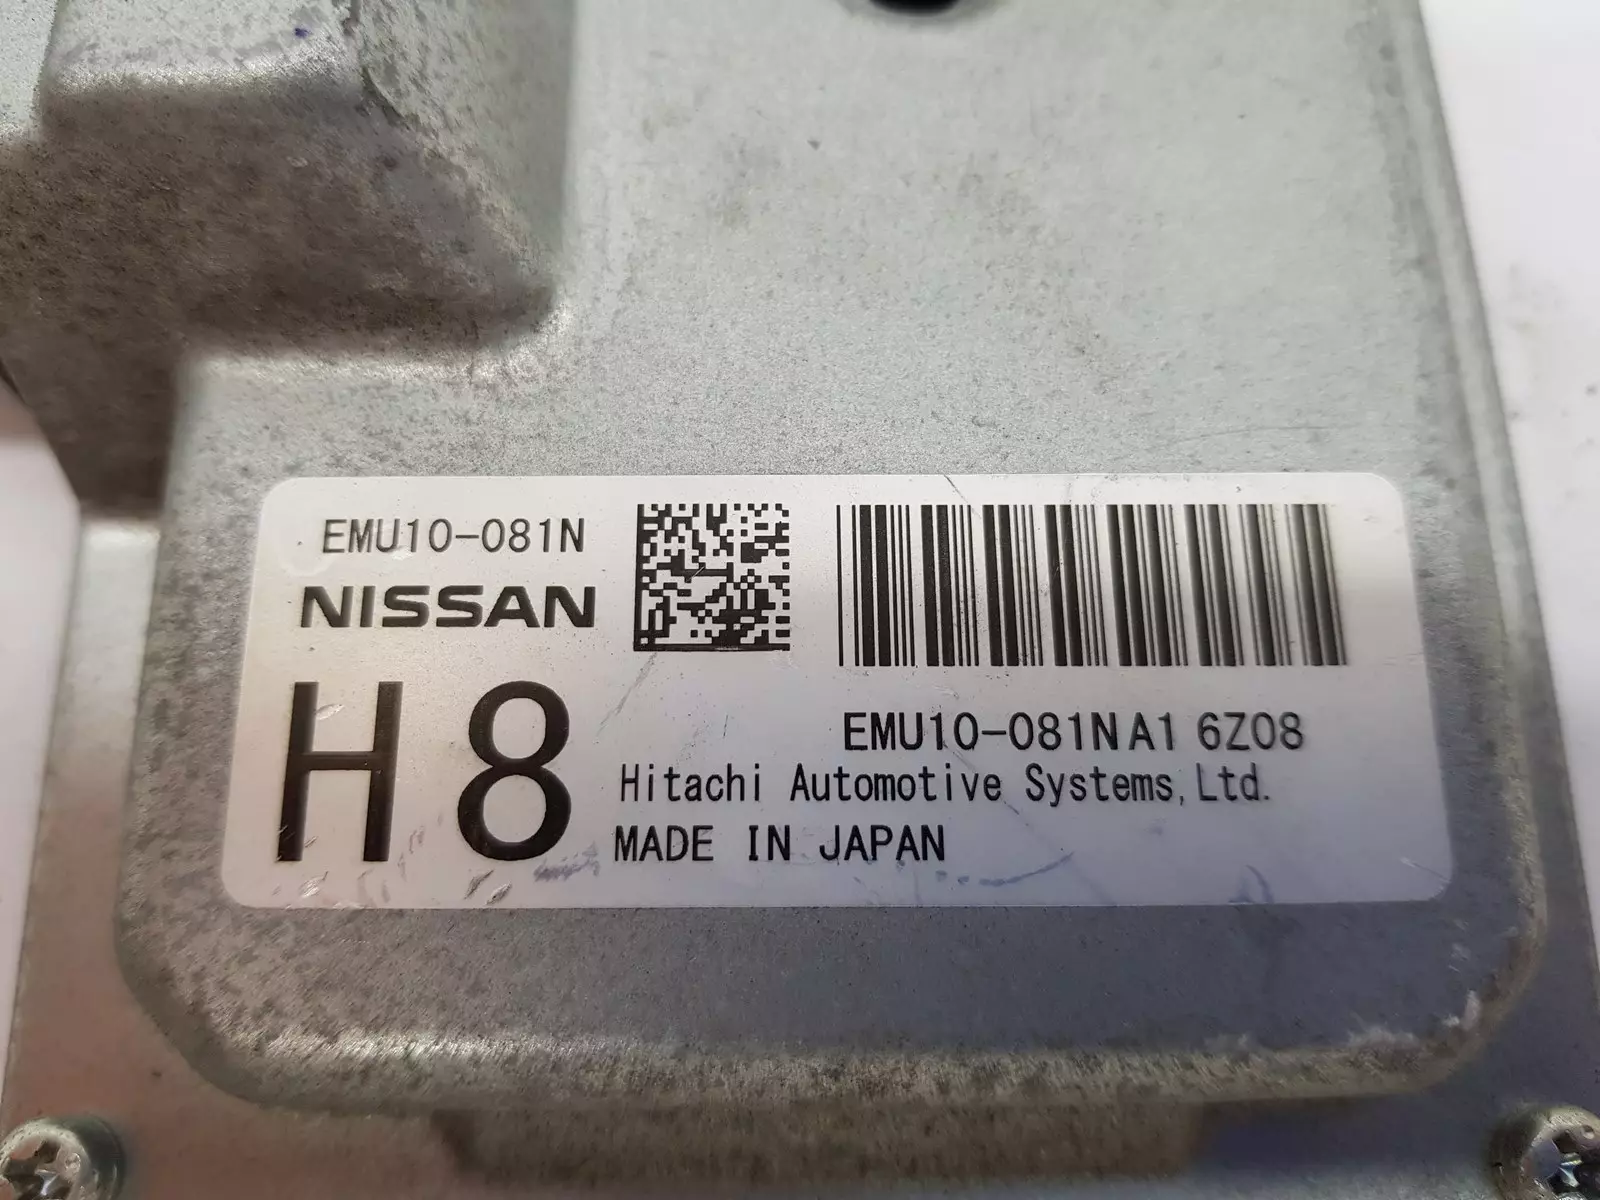 EMU10-081N
NISSAN
H8
EMU10-081NA1 6Z08
Hitachi Automotive Systems,Ltd.
MADE IN JAPAN